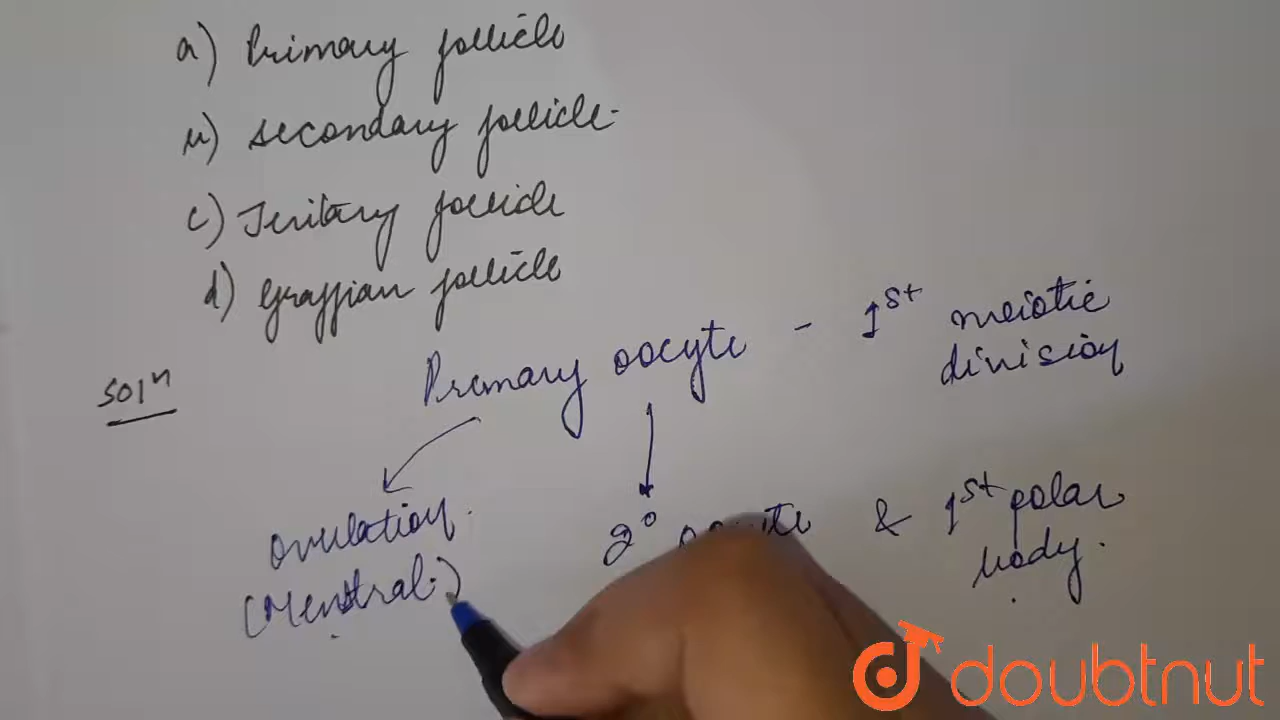 a) Primary follicle
b) secondary follicle.
c) Teritary follicle
d) graffian follicle
Soln
Primary oocyte - 1st meiotic
division
ovulation.
(Menstral.)
2° & 1st polar
body.
doubtnut